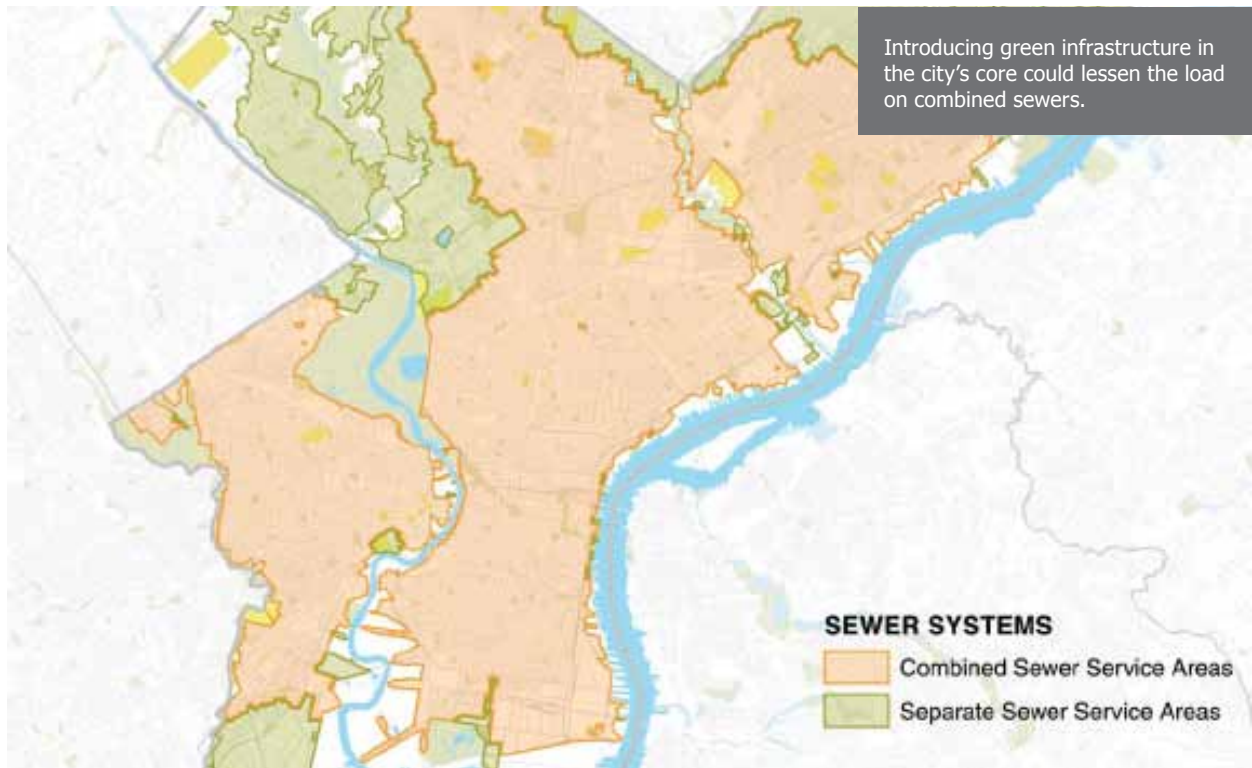 Introducing green infrastructure in
the city's core could lessen the load
on combined sewers.
SEWER SYSTEMS
Combined Sewer Service Areas
Separate Sewer Service Areas